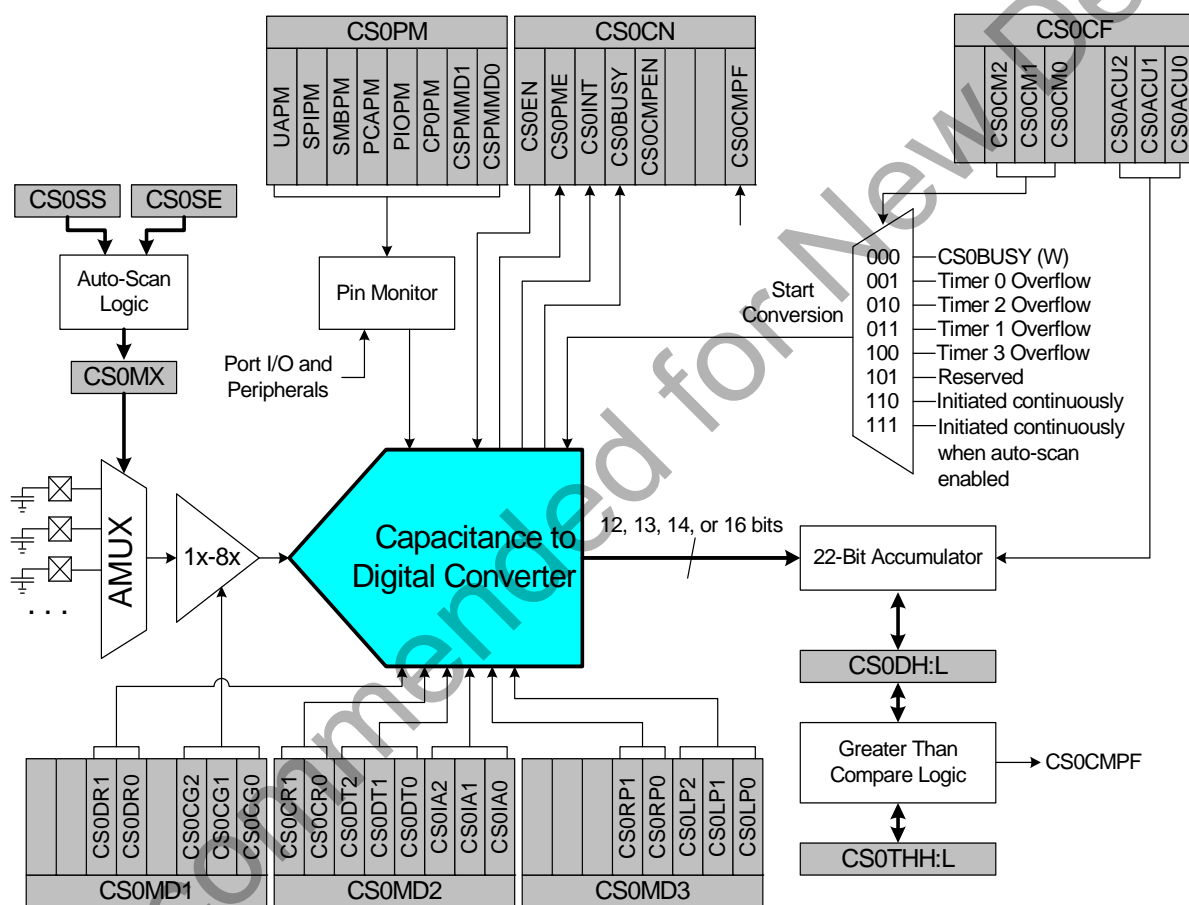 CS0PM
UAPM
SPIPM
SMBPM
PCAPM
PIOPM
CP0PM
CSPMMD1
CSPMMD0
CS0CN
CS0EN
CS0PME
CS0INT
CS0BUSY
CS0CMPEN
CS0CMPF
CS0CF
CS0CM2
CS0CM1
CS0CM0
CS0ACU2
CS0ACU1
CS0ACU0
CS0SS
CS0SE
Auto-Scan
Logic
CS0MX
Pin Monitor
Port I/O and
Peripherals
Start
Conversion
000
CS0BUSY (W)
001
Timer 0 Overflow
010
Timer 2 Overflow
011
Timer 1 Overflow
100
Timer 3 Overflow
101
Reserved
110
Initiated continuously
111
Initiated continuously
when auto-scan
enabled
AMUX
. . .
1x-8x
Capacitance to
Digital Converter
12, 13, 14, or 16 bits
22-Bit Accumulator
CS0DH:L
Greater Than
Compare Logic
CS0CMPF
CS0THH:L
CS0DR1
CS0DR0
CS0CG2
CS0CG1
CS0CG0
CS0MD1
CS0CR1
CS0CR0
CS0DT2
CS0DT1
CS0DT0
CS0IA2
CS0IA1
CS0IA0
CS0MD2
CS0RP1
CS0RP0
CS0LP2
CS0LP1
CS0LP0
CS0MD3
commended for New De